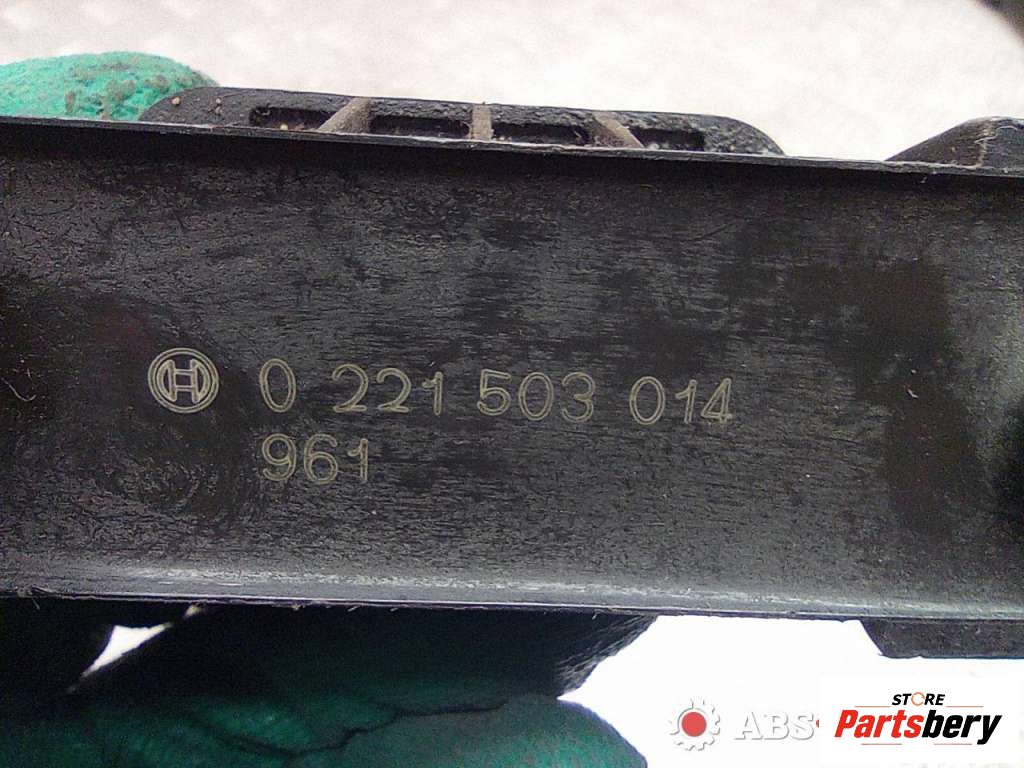 0 221 503 014
961
ABS
STORE
Partsbery